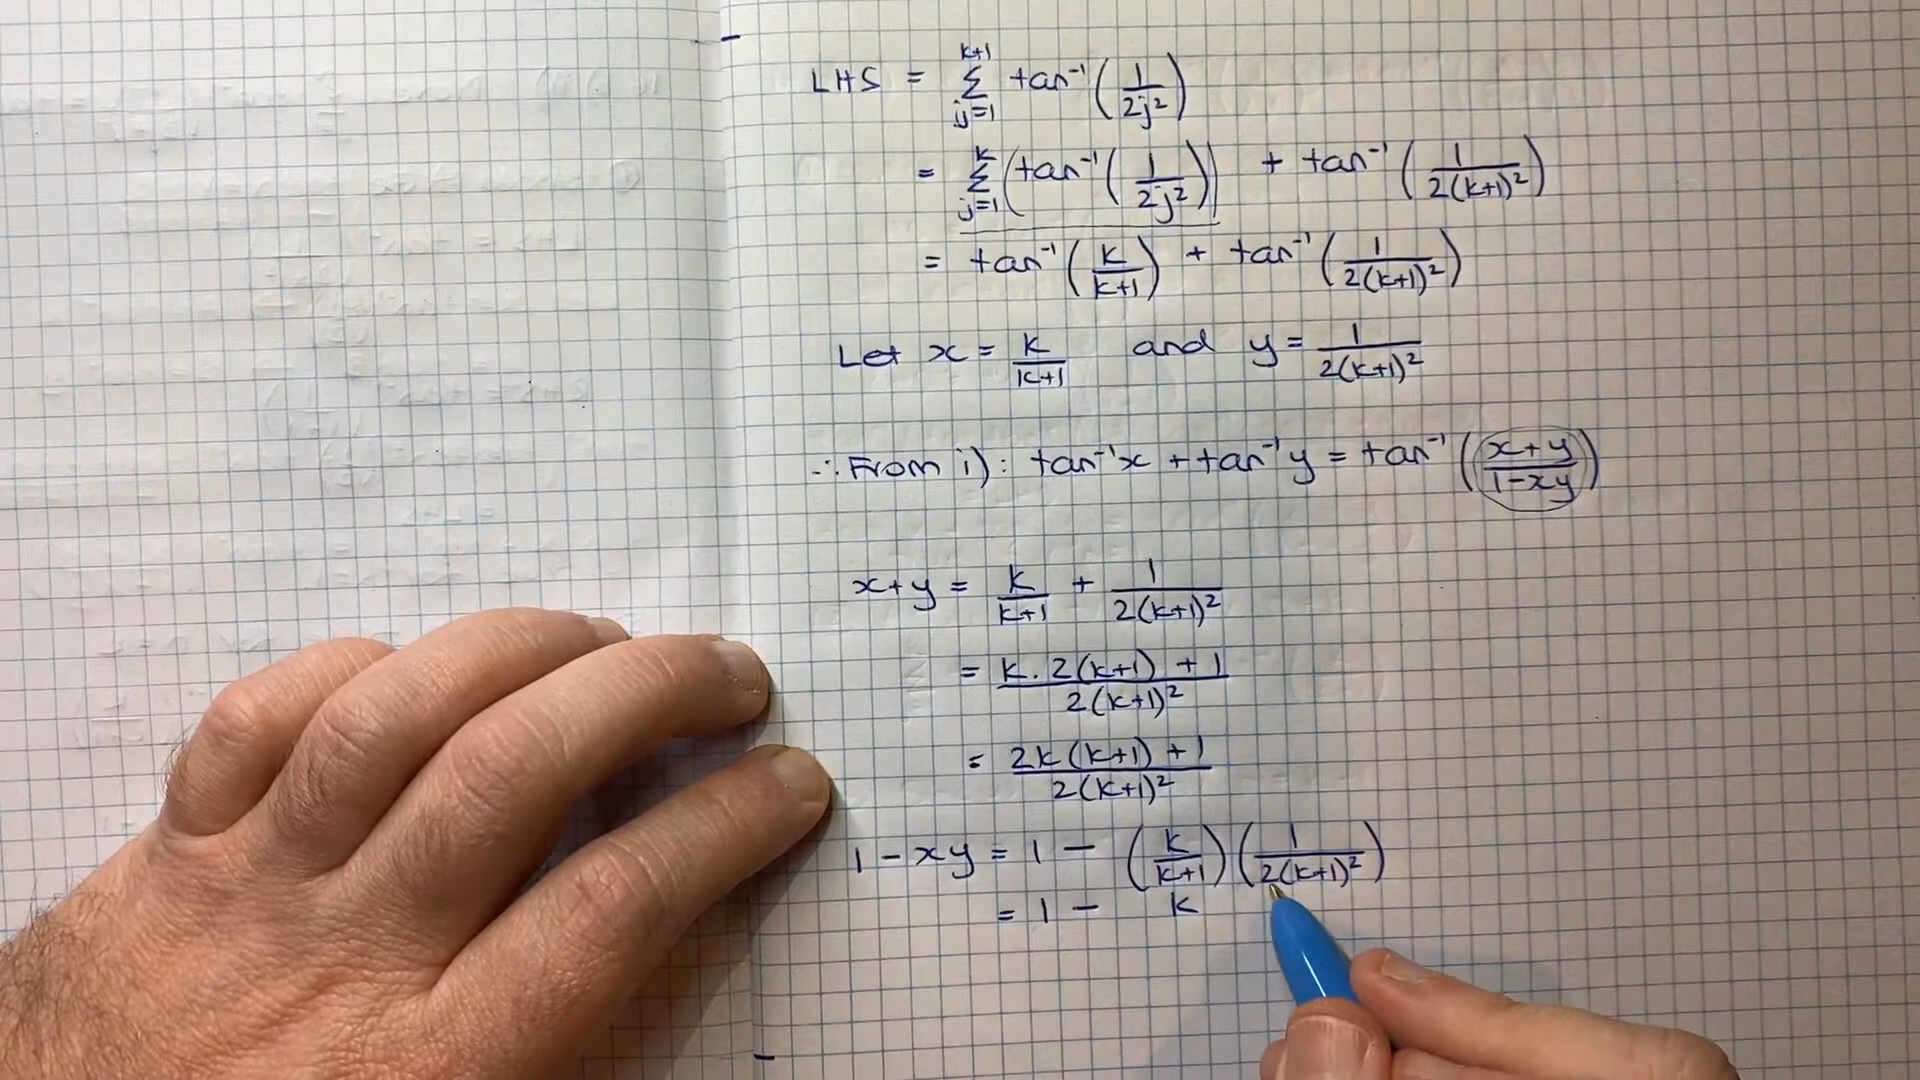 LHS = k+1 Σ j=1 tan⁻¹ (1/2j²)
= k Σ j=1 (tan⁻¹ (1/2j²)) + tan⁻¹ (1/2(k+1)²)
= tan⁻¹ (k/k+1) + tan⁻¹ (1/2(k+1)²)
Let x = k/k+1 and y = 1/2(k+1)²
∴ From i): tan⁻¹x + tan⁻¹y = tan⁻¹ (x+y/1-xy)
x+y = k/k+1 + 1/2(k+1)²
= k.2(k+1) + 1/2(k+1)²
= 2k(k+1) + 1/2(k+1)²
1 - xy = 1 - (k/k+1)(1/2(k+1)²)
= 1 - k